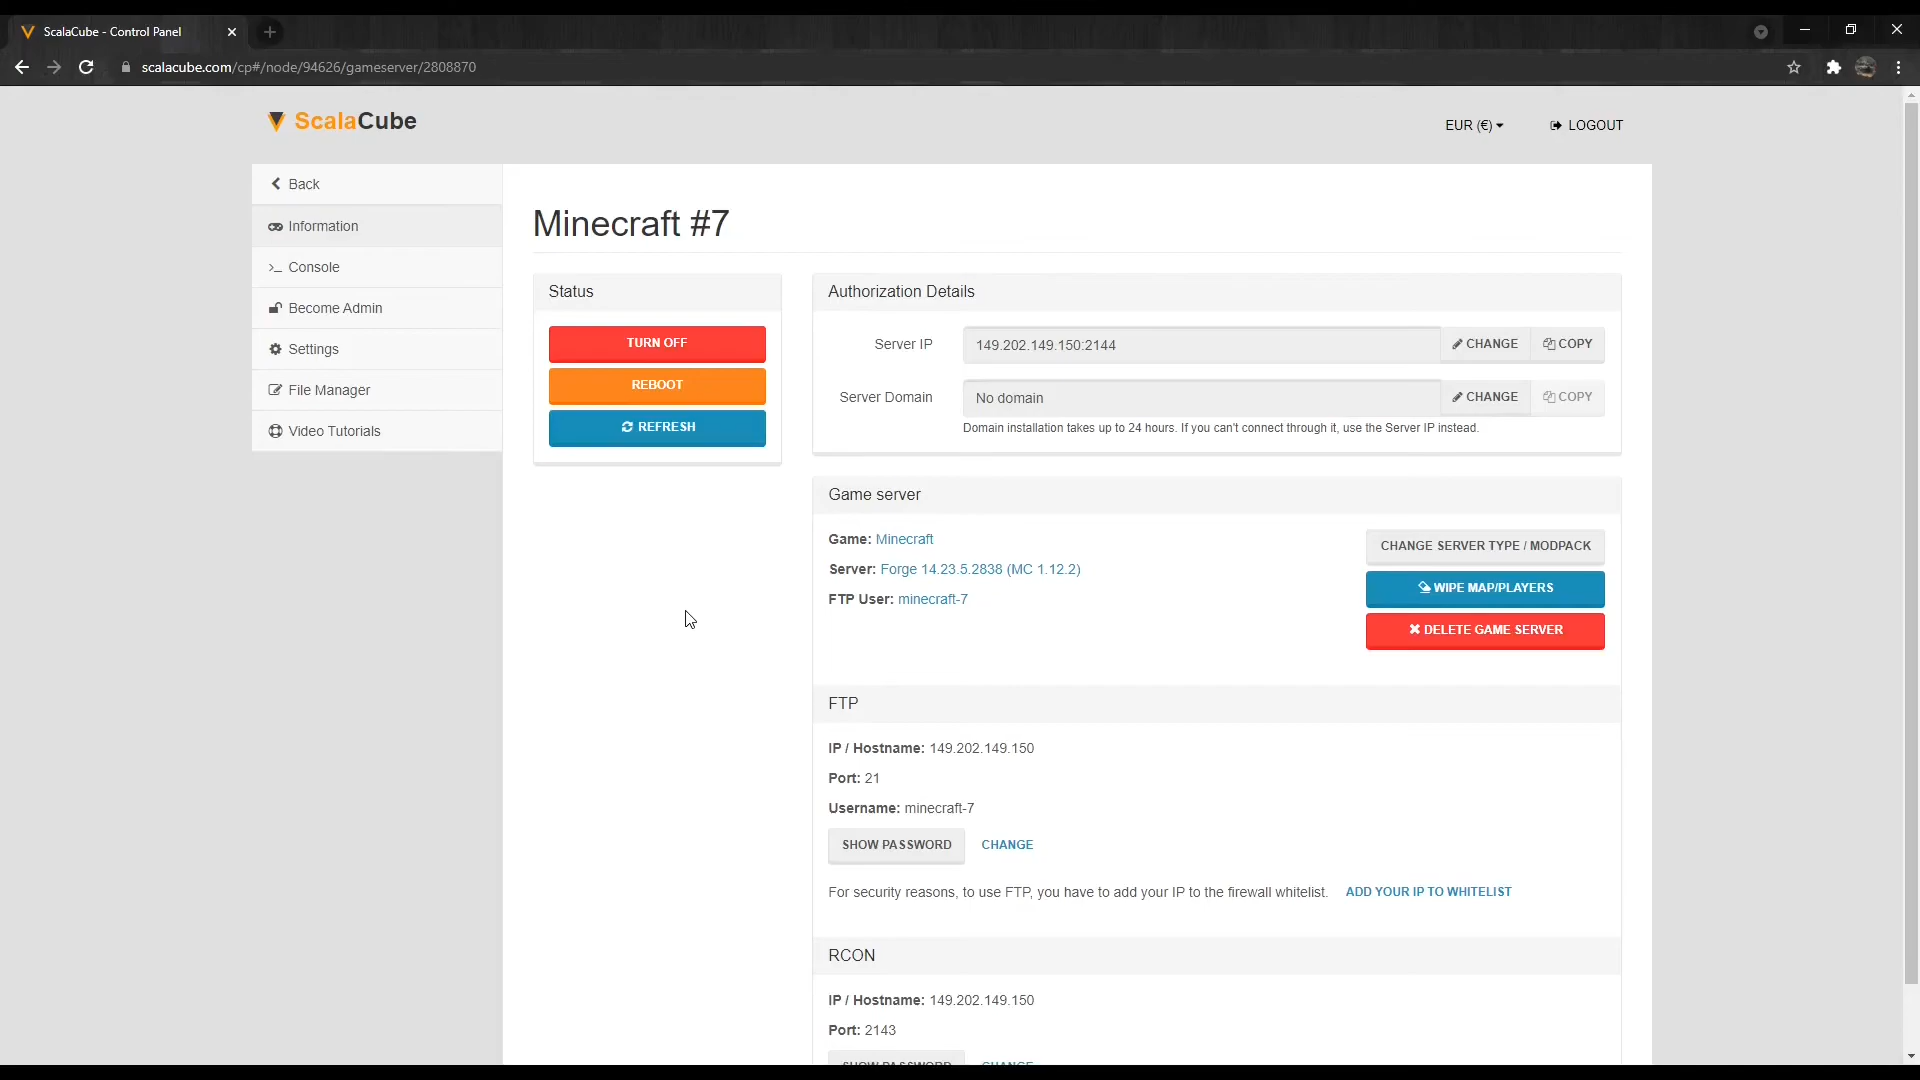 ScalaCube - Control Panel
scalacube.com/cp#/node/94626/gameserver/2808870
ScalaCube
EUR (€)
LOGOUT
Back
Information
Console
Become Admin
Settings
File Manager
Video Tutorials
Minecraft #7
Status
TURN OFF
REBOOT
REFRESH
Authorization Details
Server IP
149.202.149.150:2144
CHANGE
COPY
Server Domain
No domain
CHANGE
COPY
Domain installation takes up to 24 hours. If you can't connect through it, use the Server IP instead.
Game server
Game: Minecraft
Server: Forge 14.23.5.2838 (MC 1.12.2)
FTP User: minecraft-7
CHANGE SERVER TYPE / MODPACK
WIPE MAP/PLAYERS
DELETE GAME SERVER
FTP
IP / Hostname: 149.202.149.150
Port: 21
Username: minecraft-7
SHOW PASSWORD
CHANGE
For security reasons, to use FTP, you have to add your IP to the firewall whitelist.
ADD YOUR IP TO WHITELIST
RCON
IP / Hostname: 149.202.149.150
Port: 2143
SHOW PASSWORD
CHANGE